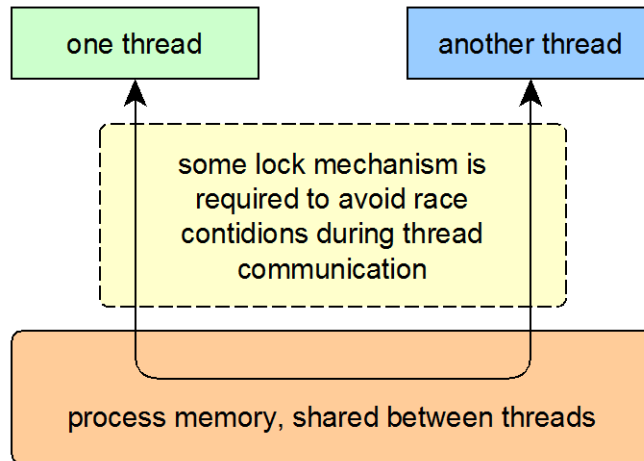 one thread
another thread
some lock mechanism is
required to avoid race
contidions during thread
communication
process memory, shared between threads